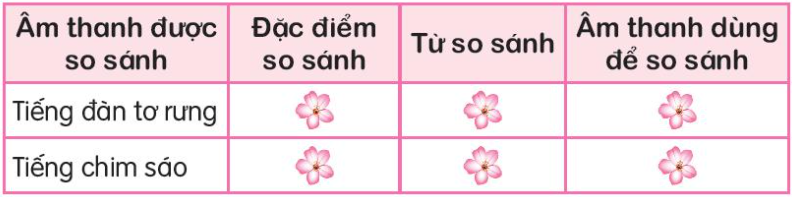 Âm thanh được so sánh
Đặc điểm so sánh
Từ so sánh
Âm thanh dùng để so sánh
Tiếng đàn tơ rưng
Tiếng chim sáo